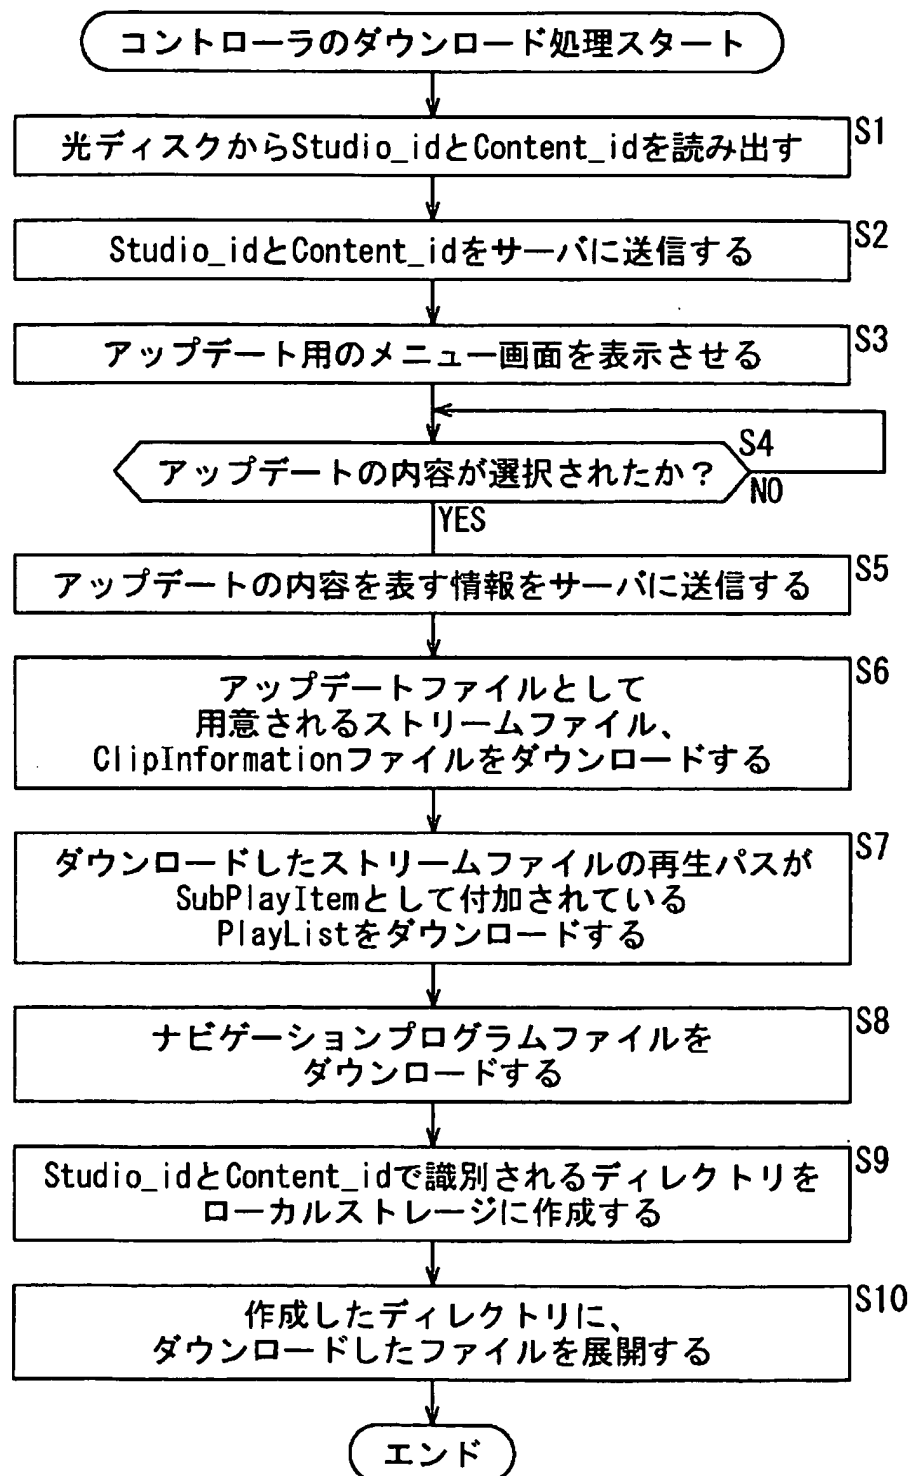 コントローラのダウンロード処理スタート
光ディスクからStudio_idとContent_idを読み出す
S1
Studio_idとContent_idをサーバに送信する
S2
アップデート用のメニュー画面を表示させる
S3
アップデートの内容が選択されたか？
S4
NO
YES
アップデートの内容を表す情報をサーバに送信する
S5
アップデートファイルとして
用意されるストリームファイル、
ClipInformationファイルをダウンロードする
S6
ダウンロードしたストリームファイルの再生パスが
SubPlayItemとして付加されている
PlayListをダウンロードする
S7
ナビゲーションプログラムファイルを
ダウンロードする
S8
Studio_idとContent_idで識別されるディレクトリを
ローカルストレージに作成する
S9
作成したディレクトリに、
ダウンロードしたファイルを展開する
S10
エンド